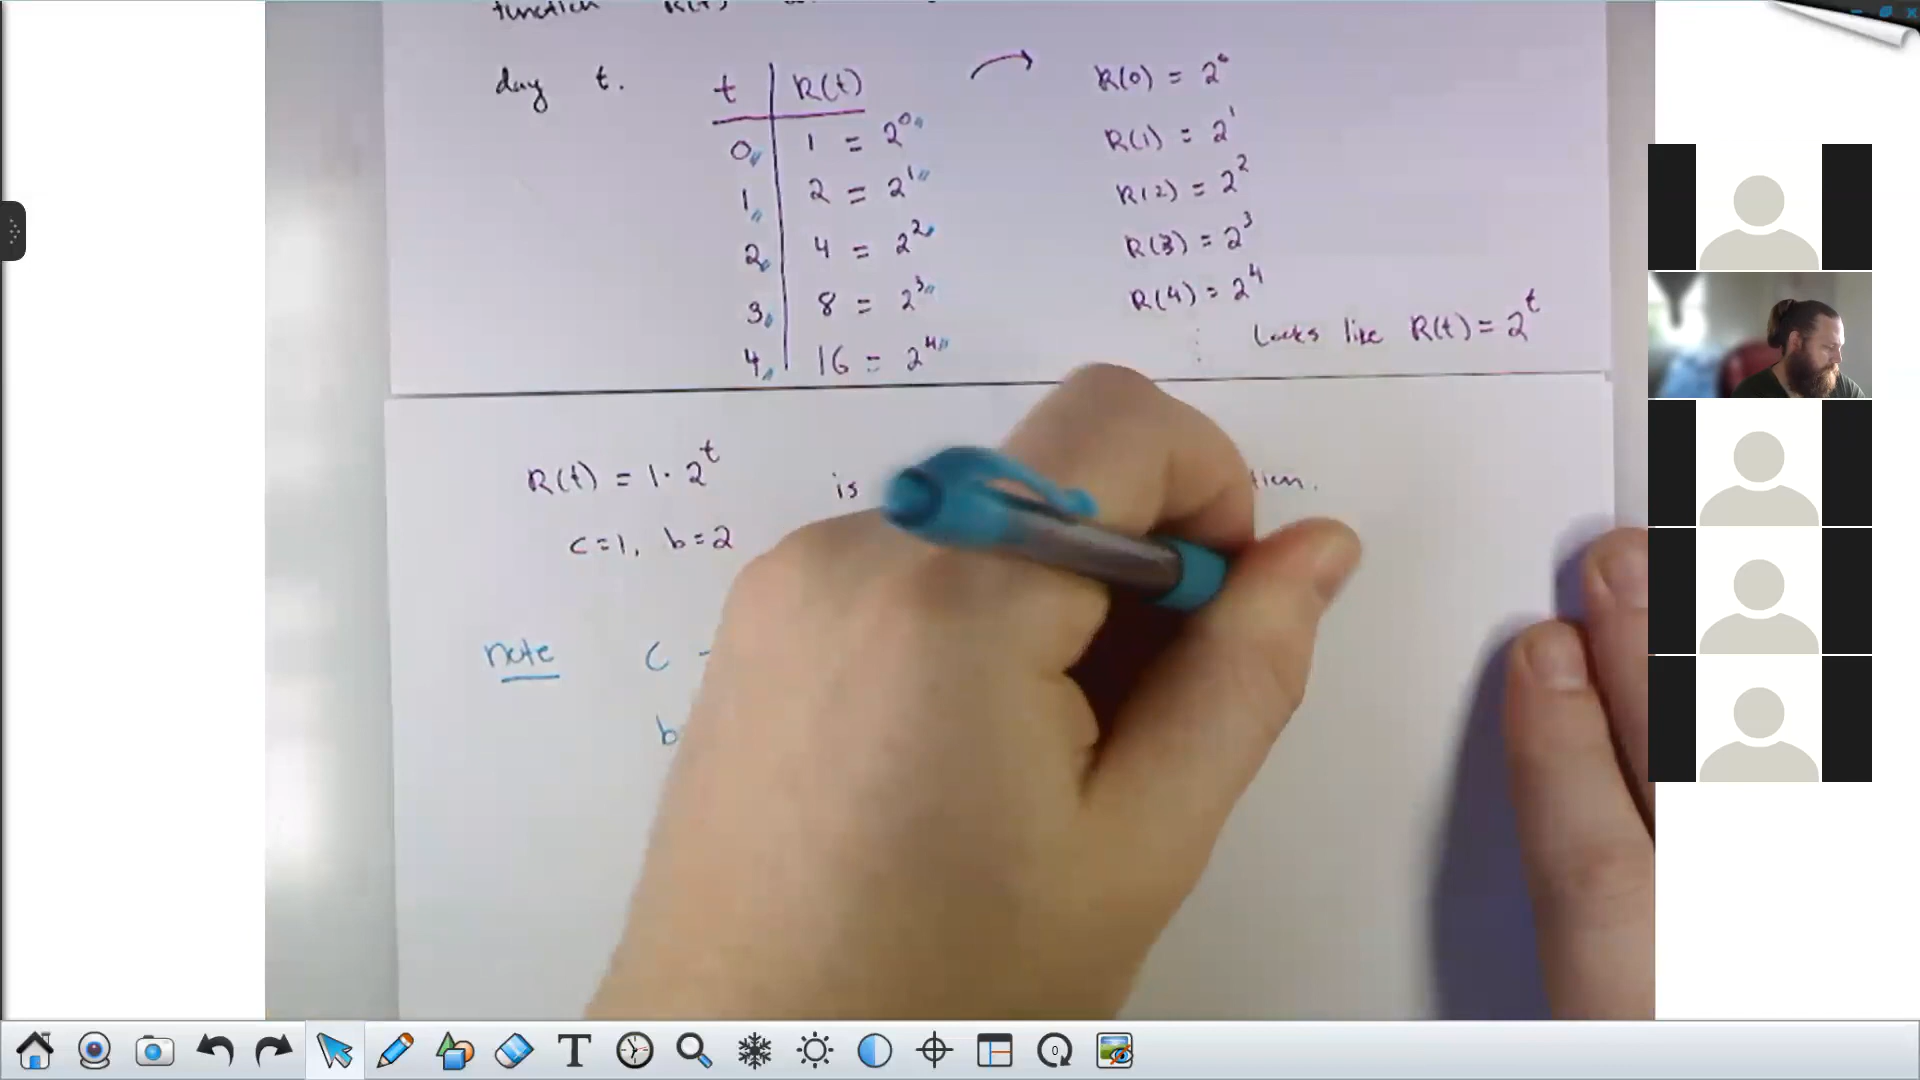 function R(t)
day t.
t R(t)
0 1 = 2^0
1 2 = 2^1
2 4 = 2^2
3 8 = 2^3
4 16 = 2^4
R(0) = 2^0
R(1) = 2^1
R(2) = 2^2
R(3) = 2^3
R(4) = 2^4
⋮ Looks like R(t) = 2^t
R(t) = 1 · 2^t is
c = 1, b = 2
note c -
b
T
0